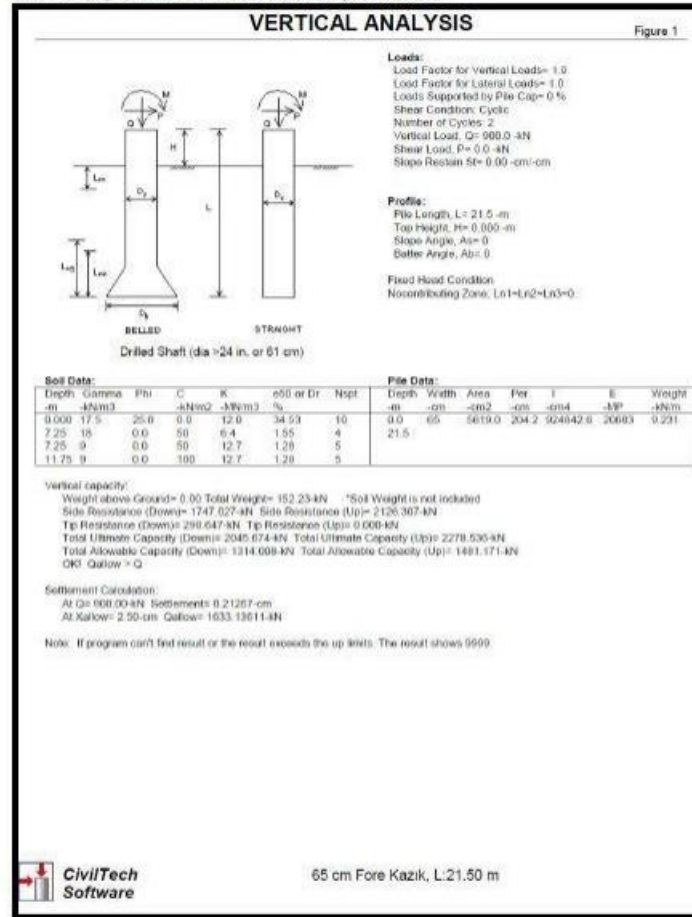 VERTICAL ANALYSIS
Figure 1
Loads:
Load Factor for Vertical Loads= 1.0
Load Factor for Lateral Loads= 1.0
Loads Supported by Pile Cap= 0 %
Shear Condition: Cyclic
Number of Cycles: 2
Vertical Load, Q= 900.0 -kN
Shear Load, P= 0.0 -kN
Slope Restain St= 0.00 -cm/-cm
Profile:
Pile Length, L= 21.5 -m
Top Height, H= 0.000 -m
Slope Angle, As= 0
Batter Angle, Ab= 0
Fixed Head Condition
Nocontributing Zone, Ln1=Ln2=Ln3=0
M
P
Q
H
L
BELLED
STRAIGHT
Drilled Shaft (dia >24 in. or 61 cm)
Soil Data:
Depth Gamma Phi C K e50 or Dr Nspt
-m -kN/m3 -kN/m2 -MN/m3 %
0.000 17.5 25.0 0.0 12.0 34.53 10
7.25 18 0.0 50 6.4 1.55 4
7.25 9 0.0 50 12.7 1.28 5
11.75 9 0.0 100 12.7 1.28 5
Pile Data:
Depth Width Area Per. I E Weight
-m -cm -cm2 -cm -cm4 -MP -kN/m
0.0 65 204.2 20683 9.231
21.5
Vertical capacity:
Weight above Ground= 0.00 Total Weight= 152.23-kN *Soil Weight is not included
Side Resistance (Down)= 1747.027-kN Side Resistance (Up)= 2126.307-kN
Tip Resistance (Down)= 298.647-kN Tip Resistance (Up)= 0.000-kN
Total Ultimate Capacity (Down)= 2045.674-kN Total Ultimate Capacity (Up)= 2278.536-kN
Total Allowable Capacity (Down)= 1314.008-kN Total Allowable Capacity (Up)= 1481.171-kN
OK! Qallow > Q
Settlement Calculation:
At Q= 900.00-kN Settlement= 0.21267-cm
At Xallow= 2.50-cm Qallow= 1633.13611-kN
Note: If program can't find result or the result exceeds the up limits. The result shows 9999
CivilTech
Software
65 cm Fore Kazık, L:21.50 m